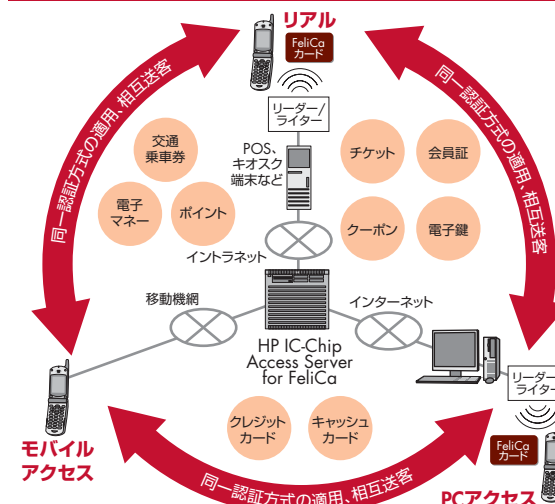 リアル
FeliCa
カード
リーダー/
ライター
同一認証方式の適用、相互送客
同一認証方式の適用、相互送客
交通
乗車券
POS、
キオスク
端末など
チケット
会員証
電子
マネー
ポイント
クーポン
電子鍵
イントラネット
移動機網
インターネット
HP IC-Chip
Access Server
for FeliCa
リーダー/
ライター
クレジット
カード
キャッシュ
カード
モバイル
アクセス
FeliCa
カード
同一認証方式の適用、相互送客
PCアクセス